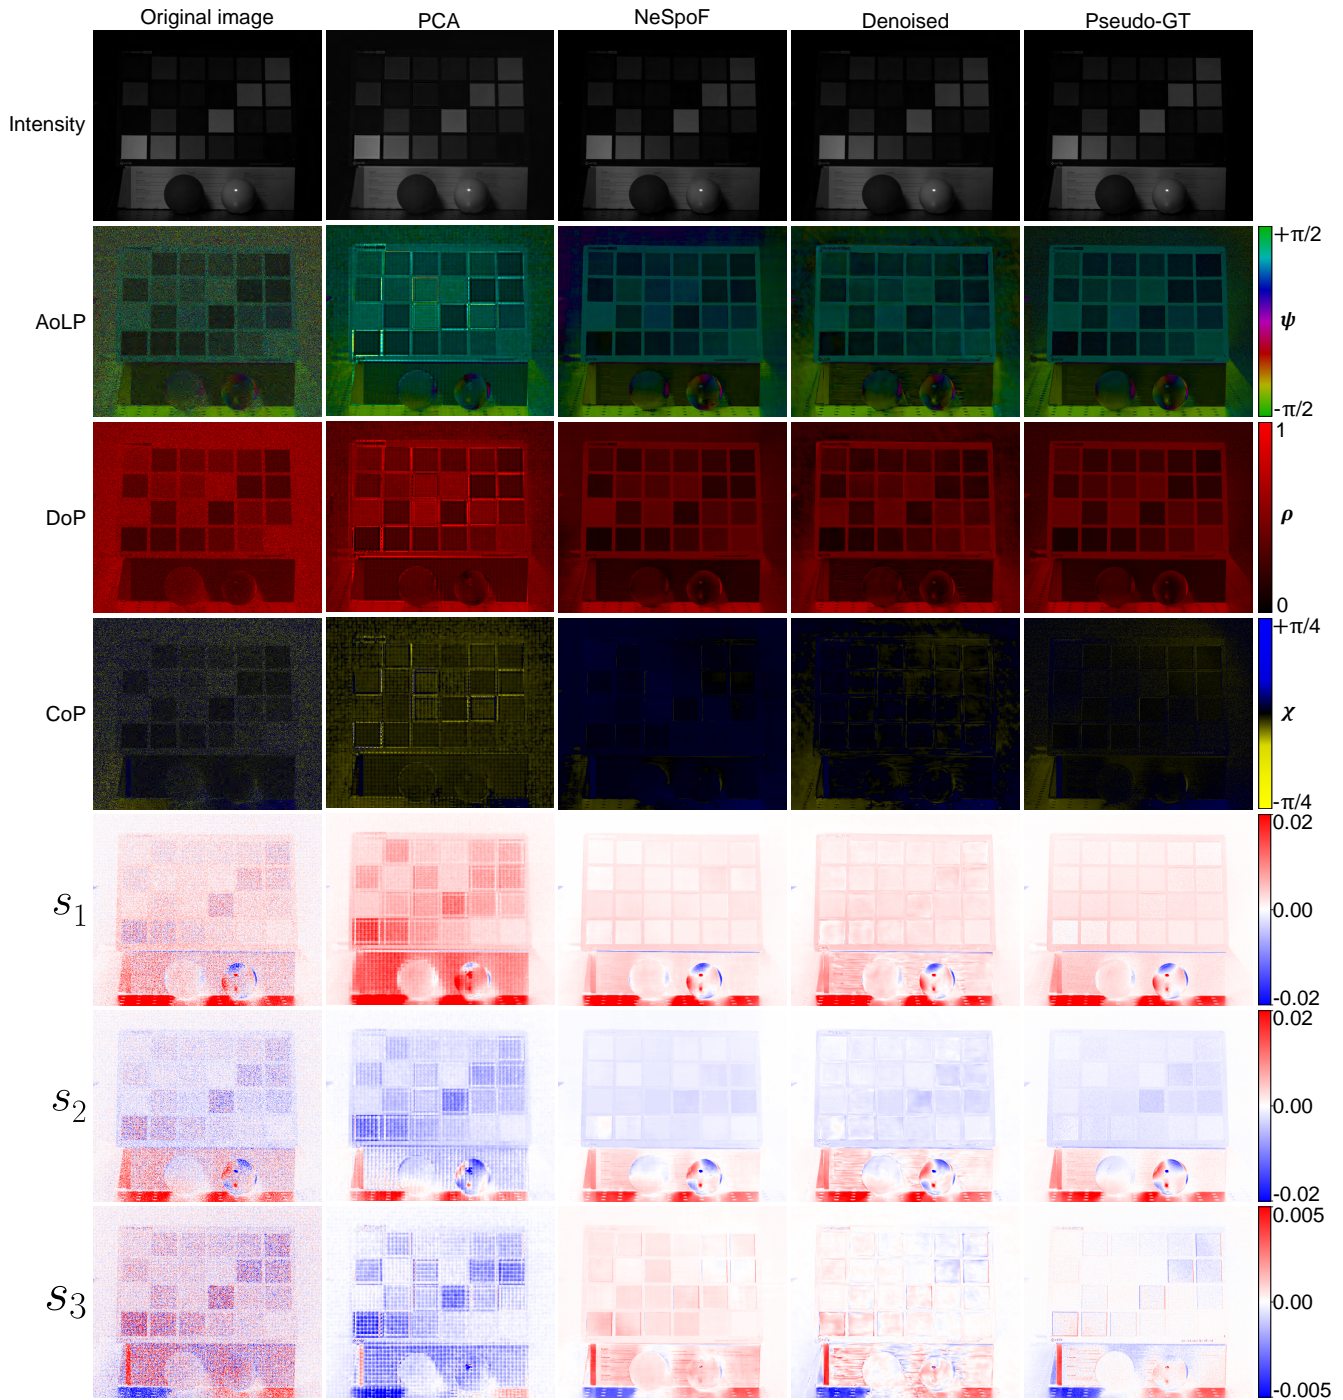 Original image PCA NeSpoF Denoised Pseudo-GT
Intensity
AoLP
+π/2
ψ
-π/2
DoP
1
ρ
0
CoP
+π/4
χ
-π/4
s1
0.02
0.00
-0.02
s2
0.02
0.00
-0.02
s3
0.005
0.00
-0.005